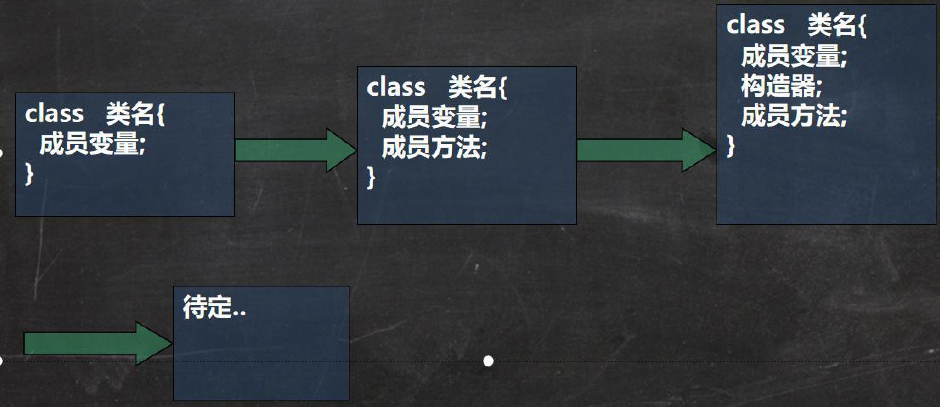 class 类名{
成员变量;
}
class 类名{
成员变量;
成员方法;
}
class 类名{
成员变量;
构造器;
成员方法;
}
待定..